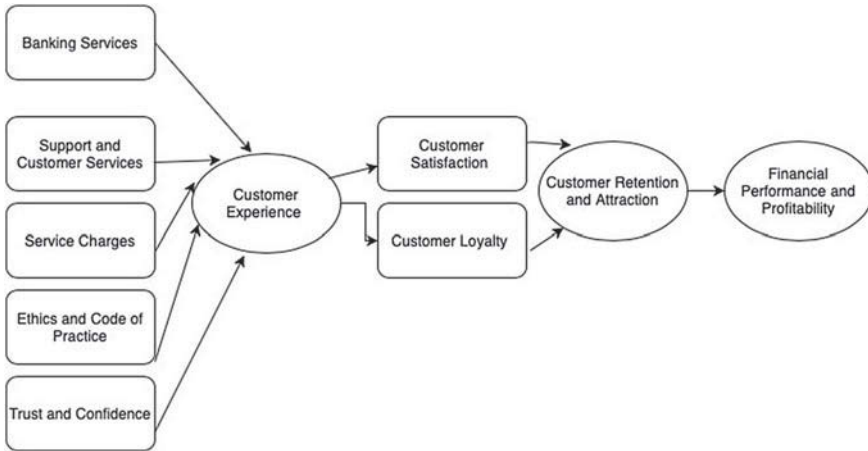 Banking Services
Support and
Customer Services
Service Charges
Ethics and Code of
Practice
Trust and Confidence
Customer
Experience
Customer
Satisfaction
Customer Loyalty
Customer Retention
and Attraction
Financial
Performance and
Profitability